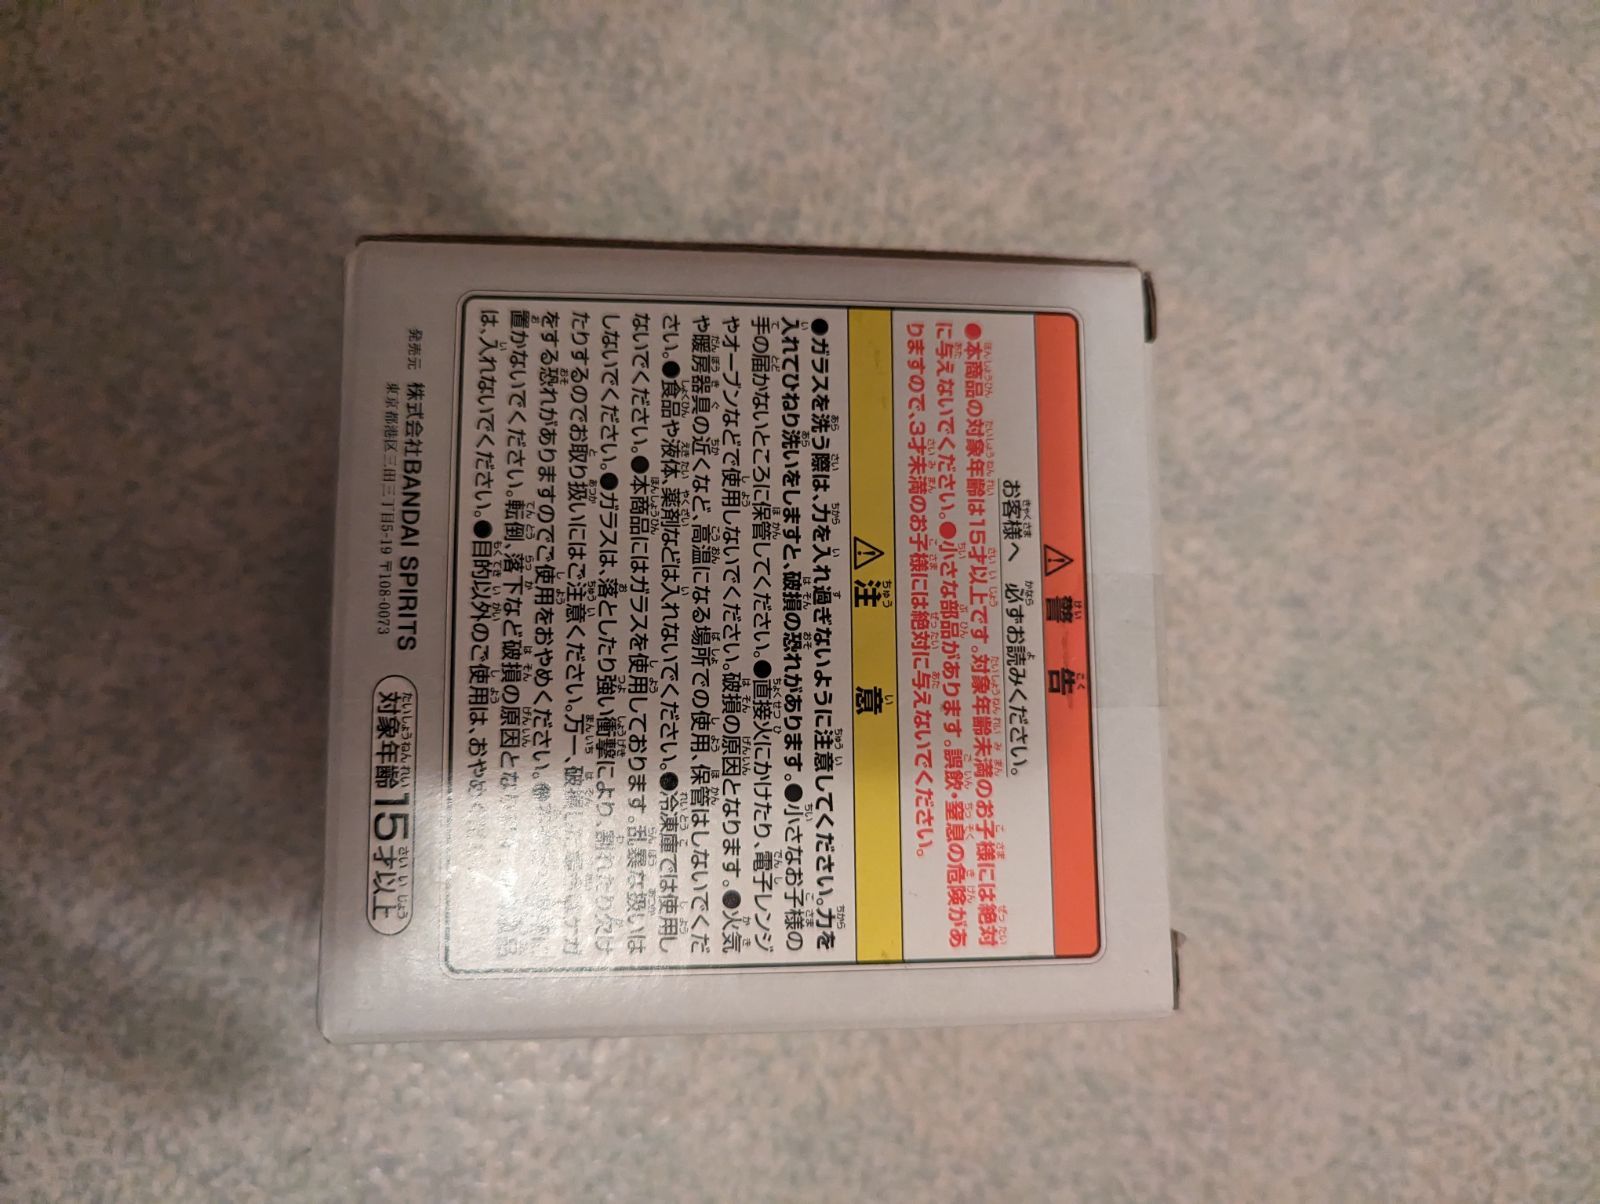 警告
お客様へ 必ずお読みください。
●本商品の対象年齢は15才以上です。対象年齢未満のお子様には絶対
に与えないでください。●小さな部品があります。誤飲・窒息の危険があ
りますので、3才未満のお子様には絶対に与えないでください。
注意
●ガラスを洗う際は、力を入れ過ぎないように注意してください。力を
入れてひねり洗いをしますと、破損の恐れがあります。●小さなお子様の
手の届かないところに保管してください。●直接火にかけたり、電子レンジ
やオーブンなどで使用しないでください。破損の原因となります。●火気
や暖房器具の近くなど、高温になる場所での使用、保管はしないでくだ
さい。●食品や液体、薬剤などは入れないでください。●冷凍庫では使用し
ないでください。●本商品にはガラスを使用しております。乱暴な扱いは
しないでください。●ガラスは、落としたり強い衝撃により、割れたり欠け
たりするのでお取り扱いにはご注意ください。万一、破損した
をする恐れがありますのでご使用をおやめください。
置かないでください。転倒、落下など破損の原因とな
は、入れないでください。●目的以外のご使用は、おやめ
発売元 株式会社BANDAI SPIRITS
東京都港区三田三丁目5-19 〒108-0073
対象年齢15才以上